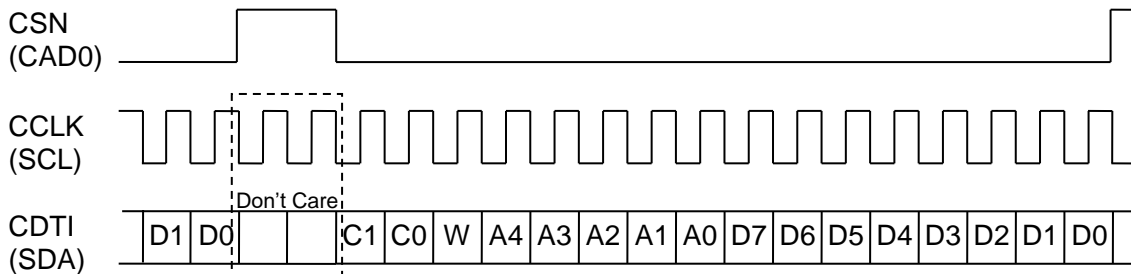 CSN
(CAD0)
CCLK
(SCL)
Don't Care
CDTI
(SDA)
D1 D0 C1 C0 W A4 A3 A2 A1 A0 D7 D6 D5 D4 D3 D2 D1 D0